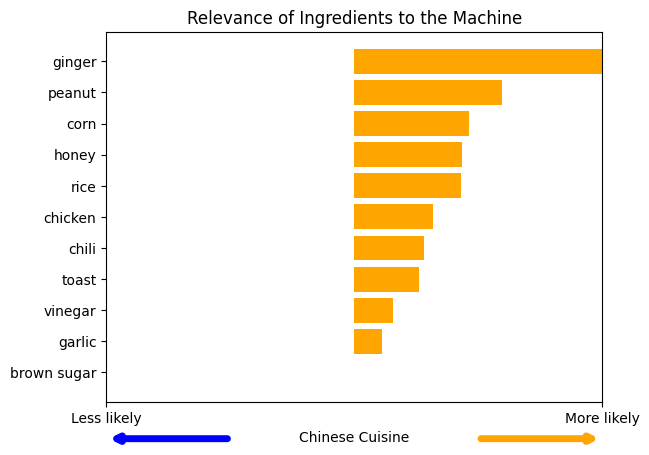 Relevance of Ingredients to the Machine
ginger
peanut
corn
honey
rice
chicken
chili
toast
vinegar
garlic
brown sugar
Less likely
More likely
Chinese Cuisine